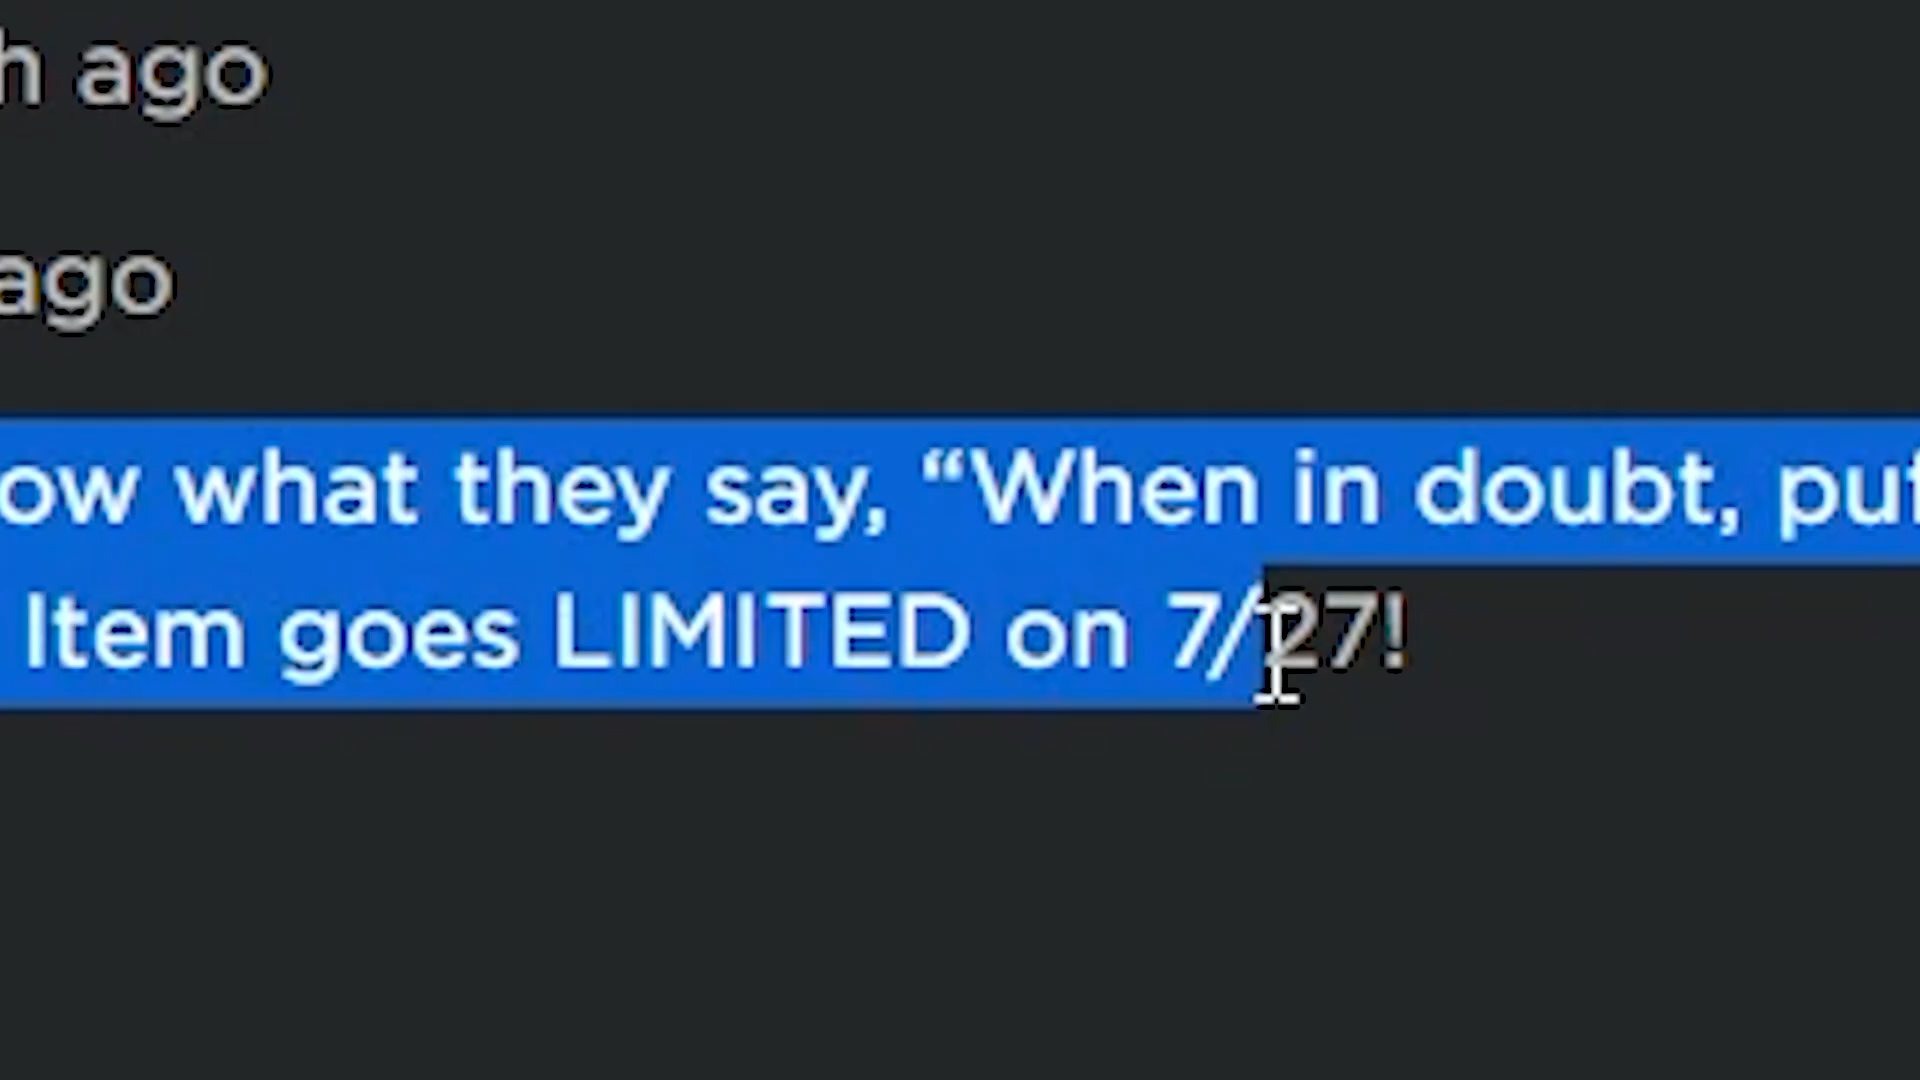 h ago
ago
ow what they say, “When in doubt, put
Item goes LIMITED on 7/27!